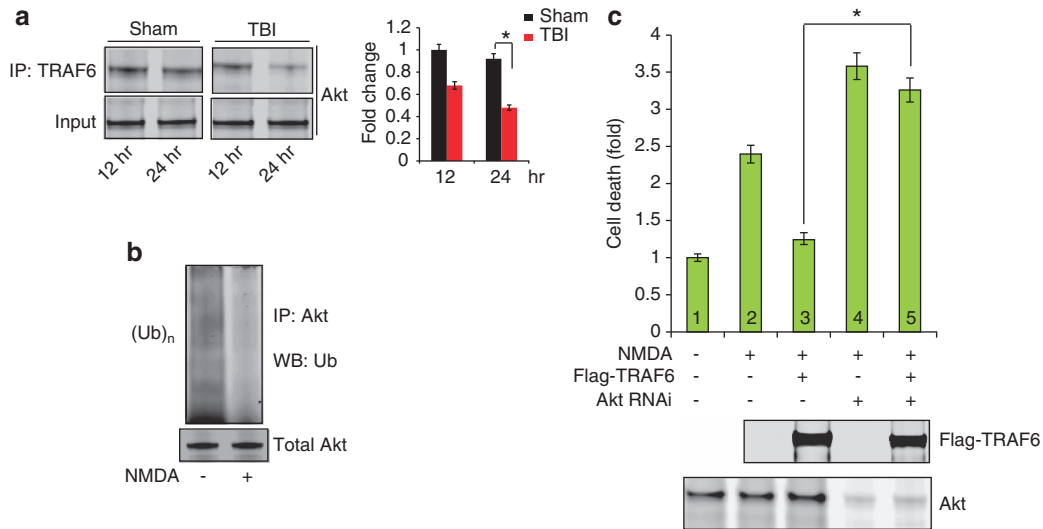 a
Sham TBI
IP: TRAF6
Input
Akt
12 hr 24 hr 12 hr 24 hr
Sham
TBI
*
Fold change
1.2
1
0.8
0.6
0.4
0.2
0
12 24 hr
b
(Ub)n
IP: Akt
WB: Ub
Total Akt
NMDA - +
c
*
Cell death (fold)
4
3.5
3
2.5
2
1.5
1
0.5
0
1 2 3 4 5
NMDA - + + + +
Flag-TRAF6 - - + - +
Akt RNAi - - - + +
Flag-TRAF6
Akt